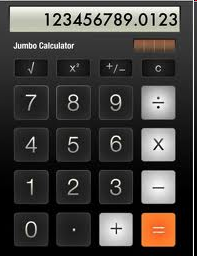 123456789.0123
Jumbo Calculator
√ x² +/− c
7 8 9 ÷
4 5 6 x
1 2 3 −
0 . + =